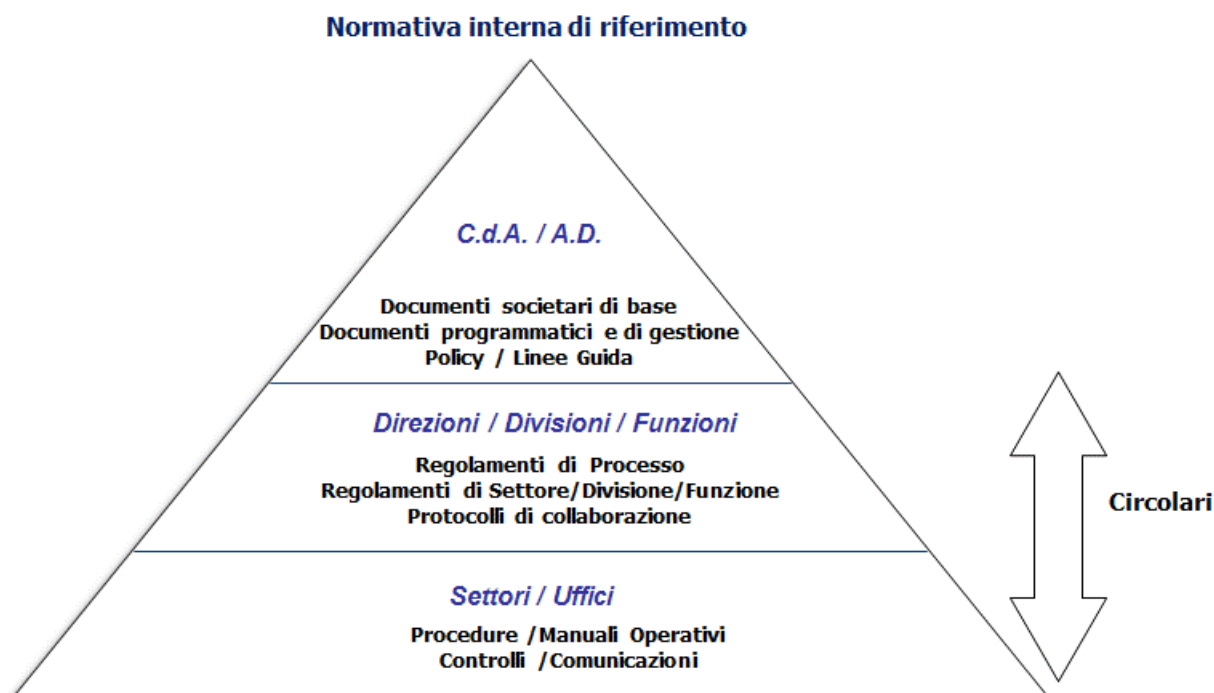 Normativa interna di riferimento
C.d.A. / A.D.
Documenti societari di base
Documenti programmatici e di gestione
Policy / Linee Guida
Direzioni / Divisioni / Funzioni
Regolamenti di Processo
Regolamenti di Settore/Divisione/Funzione
Protocolli di collaborazione
Circolari
Settori / Uffici
Procedure /Manuali Operativi
Controlli /Comunicazioni